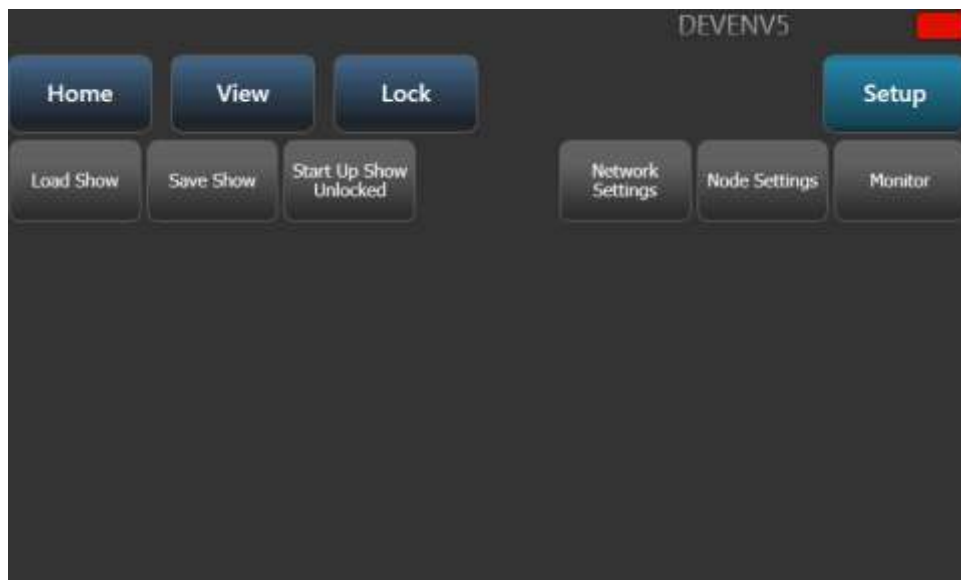 DEVENV5
Home View Lock Setup
Load Show Save Show Start Up Show Unlocked Network Settings Node Settings Monitor